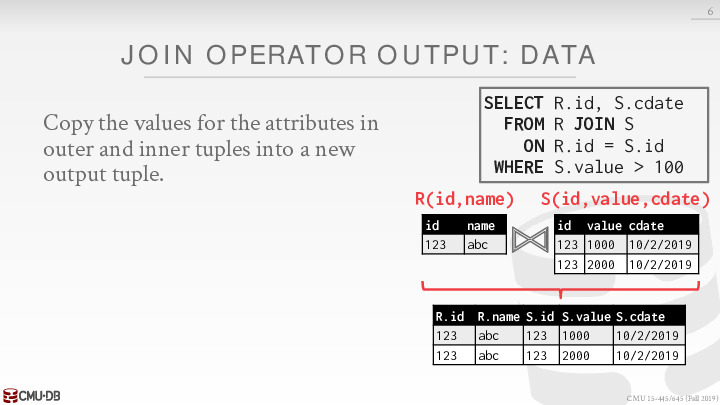 6
JOIN OPERATOR OUTPUT: DATA
Copy the values for the attributes in
outer and inner tuples into a new
output tuple.
SELECT R.id, S.cdate
FROM R JOIN S
ON R.id = S.id
WHERE S.value > 100
R(id,name) S(id,value,cdate)
id name
123 abc
id value cdate
123 1000 10/2/2019
123 2000 10/2/2019
R.id R.name S.id S.value S.cdate
123 abc 123 1000 10/2/2019
123 abc 123 2000 10/2/2019
CMU·DB
CMU 15-445/645 (Fall 2019)